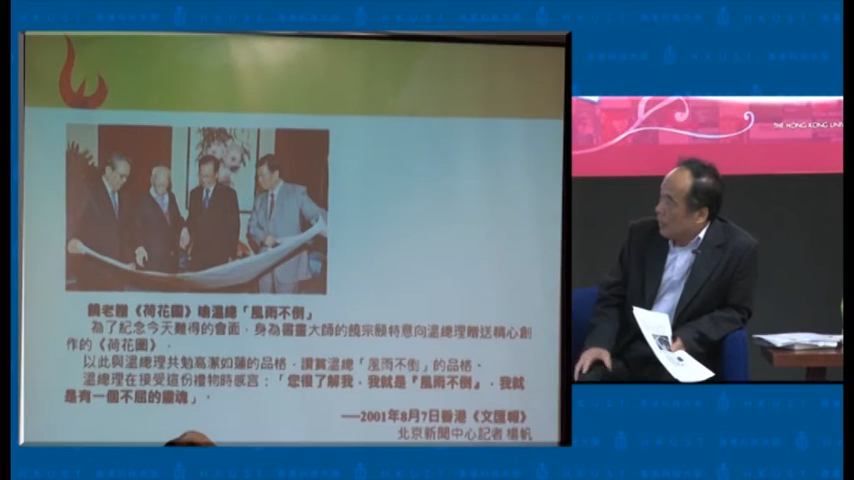 饒老贈《荷花圖》喻溫總「風雨不倒」
為了紀念今天難得的會面，身為書畫大師的饒宗頤特意向溫總理贈送精心創
作的《荷花圖》。
以此與溫總理共勉高潔如蓮的品格，讚賞溫總「風雨不倒」的品格。
溫總理在接受這份禮物時感言：「您很了解我，我就是『風雨不倒』，我就
是有一個不屈的靈魂」。
──2001年8月7日香港《文匯報》
北京新聞中心記者 楊帆
THE HONG KONG UNIV
HKUST